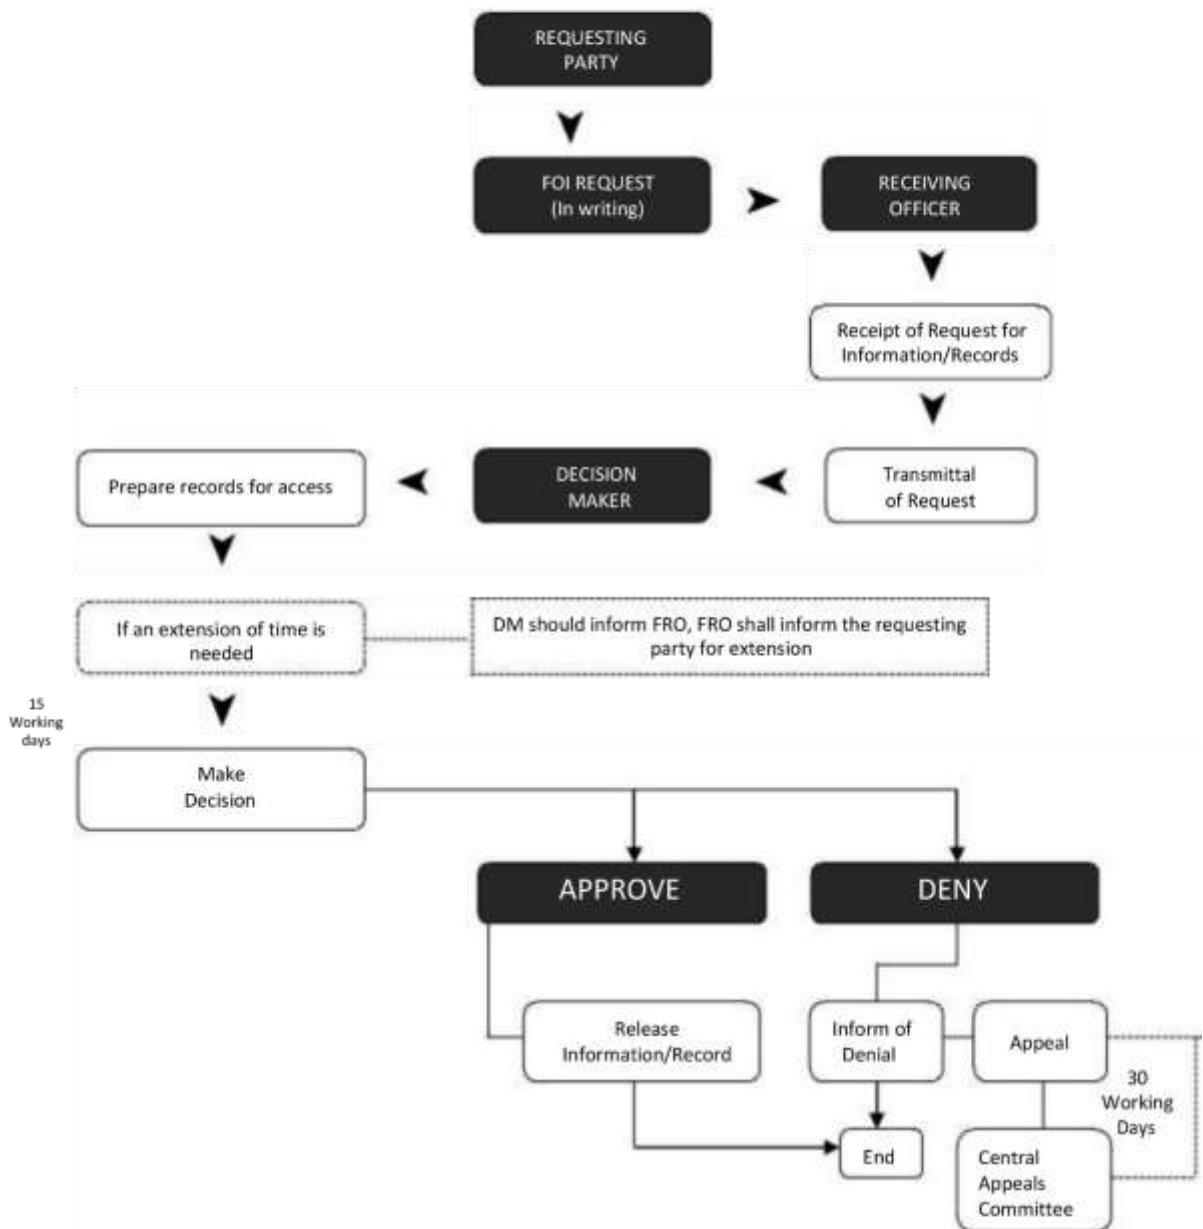 REQUESTING
PARTY
FOI REQUEST
(In writing)
RECEIVING
OFFICER
Receipt of Request for
Information/Records
Transmittal
of Request
DECISION
MAKER
Prepare records for access
If an extension of time is
needed
DM should inform FRO, FRO shall inform the requesting
party for extension
15
Working
days
Make
Decision
APPROVE
DENY
Release
Information/Record
Inform of
Denial
Appeal
30
Working
Days
End
Central
Appeals
Committee